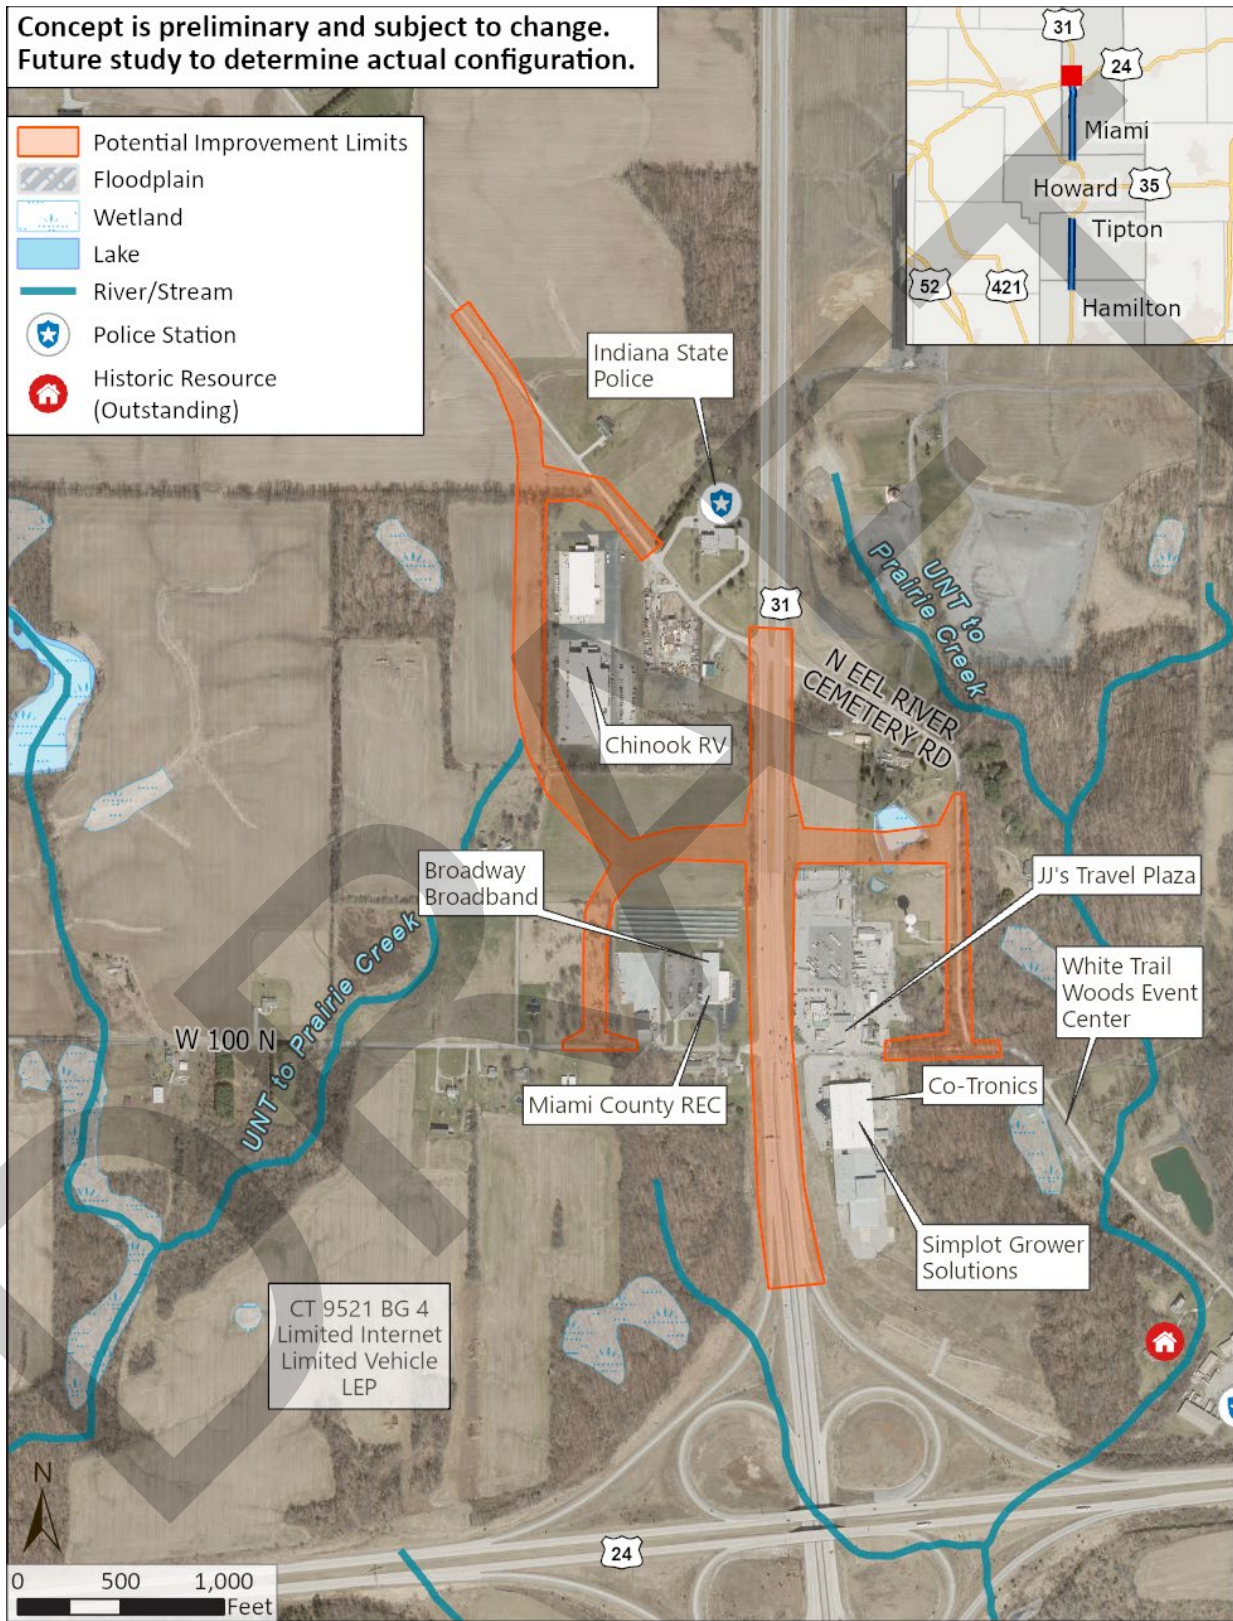 Concept is preliminary and subject to change.
Future study to determine actual configuration.
Potential Improvement Limits
Floodplain
Wetland
Lake
River/Stream
Police Station
Historic Resource
(Outstanding)
31
24
Miami
Howard
35
Tipton
52
421
Hamilton
Indiana State
Police
UNT to
Prairie Creek
31
N EEL RIVER
CEMETERY RD
Chinook RV
Broadway
Broadband
JJ's Travel Plaza
White Trail
Woods Event
Center
W 100 N
UNT to Prairie Creek
Miami County REC
Co-Tronics
Simplot Grower
Solutions
CT 9521 BG 4
Limited Internet
Limited Vehicle
LEP
N
24
0 500 1,000
Feet
DRAFT